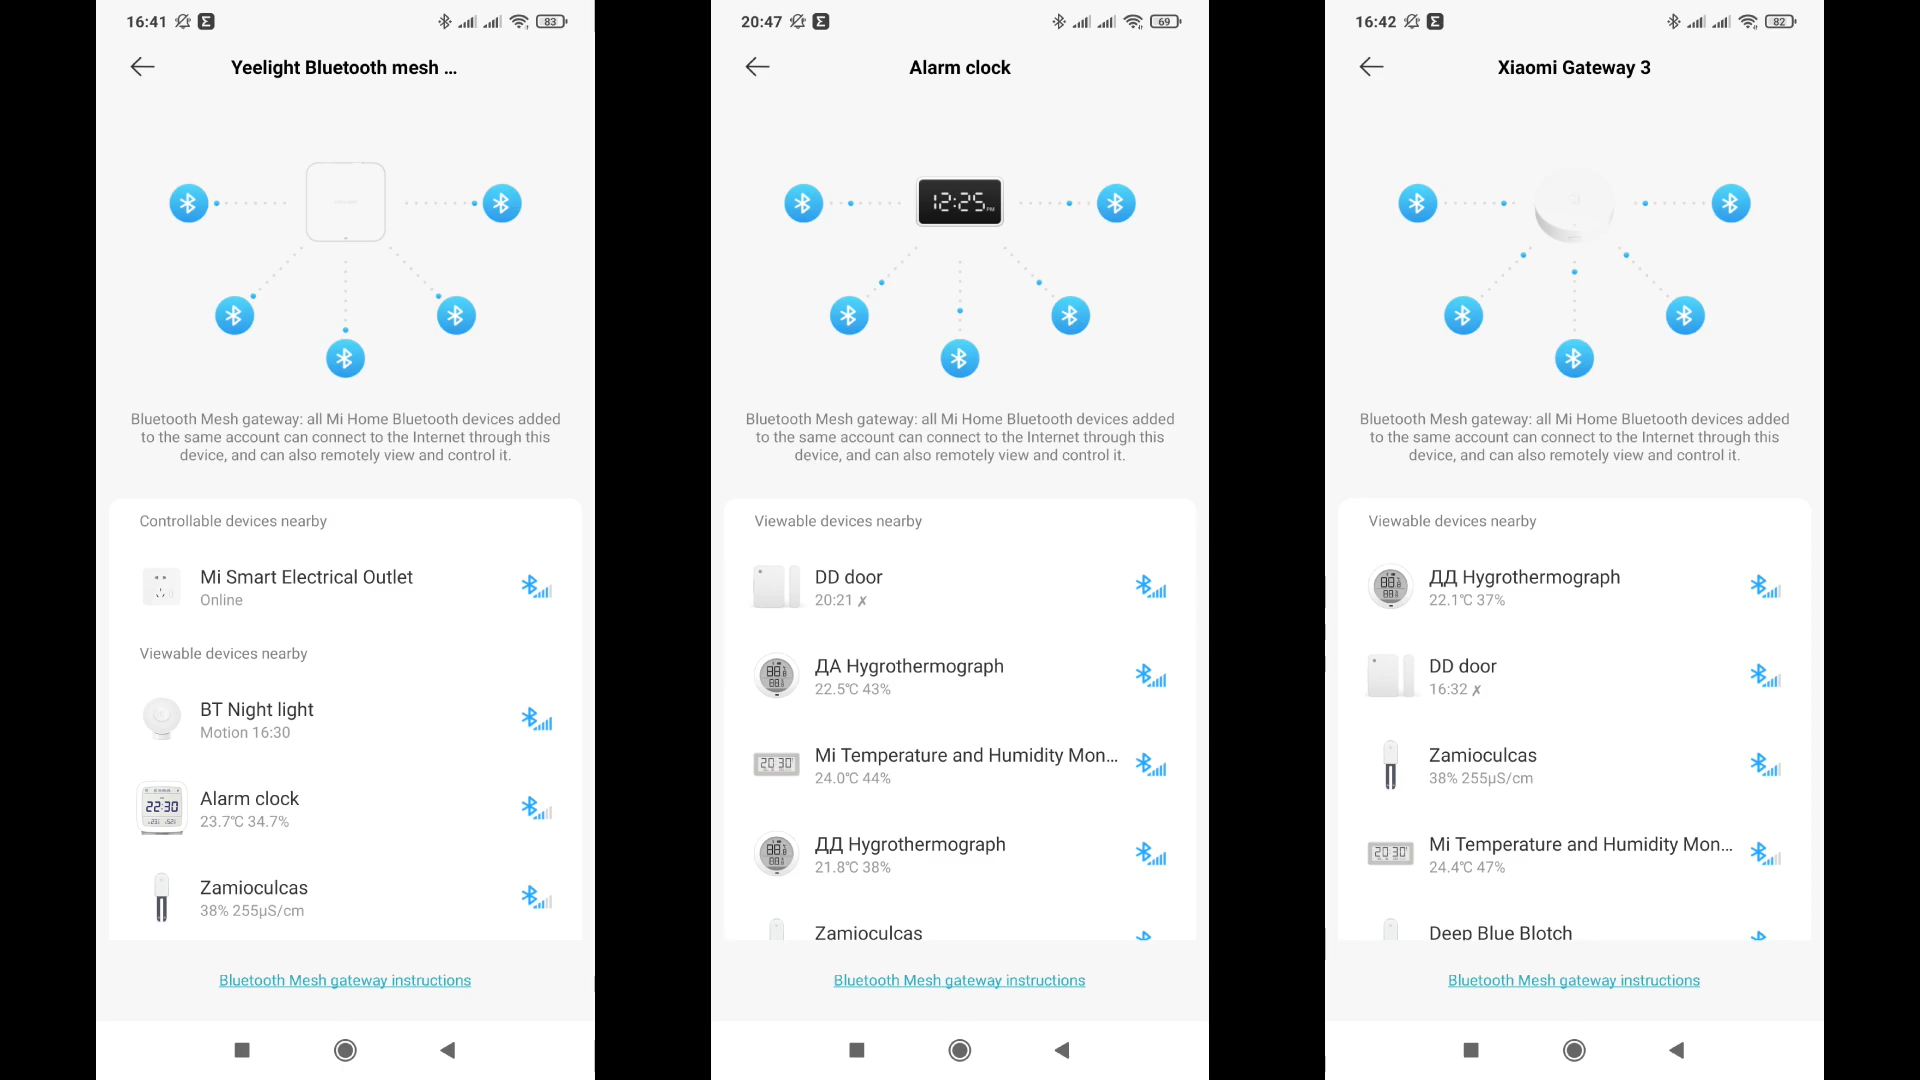 16:41
83
Yeelight Bluetooth mesh ...
Bluetooth Mesh gateway: all Mi Home Bluetooth devices added
to the same account can connect to the Internet through this
device, and can also remotely view and control it.
Controllable devices nearby
Mi Smart Electrical Outlet
Online
Viewable devices nearby
BT Night light
Motion 16:30
22:30
Alarm clock
23.7℃ 34.7%
Zamioculcas
38% 255µS/cm
Bluetooth Mesh gateway instructions
20:47
69
Alarm clock
12:25 PM
Bluetooth Mesh gateway: all Mi Home Bluetooth devices added
to the same account can connect to the Internet through this
device, and can also remotely view and control it.
Viewable devices nearby
DD door
20:21 ✗
ДА Hygrothermograph
22.5℃ 43%
20:30
Mi Temperature and Humidity Mon...
24.0℃ 44%
ДД Hygrothermograph
21.8℃ 38%
Zamioculcas
Bluetooth Mesh gateway instructions
16:42
82
Xiaomi Gateway 3
Bluetooth Mesh gateway: all Mi Home Bluetooth devices added
to the same account can connect to the Internet through this
device, and can also remotely view and control it.
Viewable devices nearby
ДД Hygrothermograph
22.1℃ 37%
DD door
16:32 ✗
Zamioculcas
38% 255µS/cm
20:30
Mi Temperature and Humidity Mon...
24.4℃ 47%
Deep Blue Blotch
Bluetooth Mesh gateway instructions